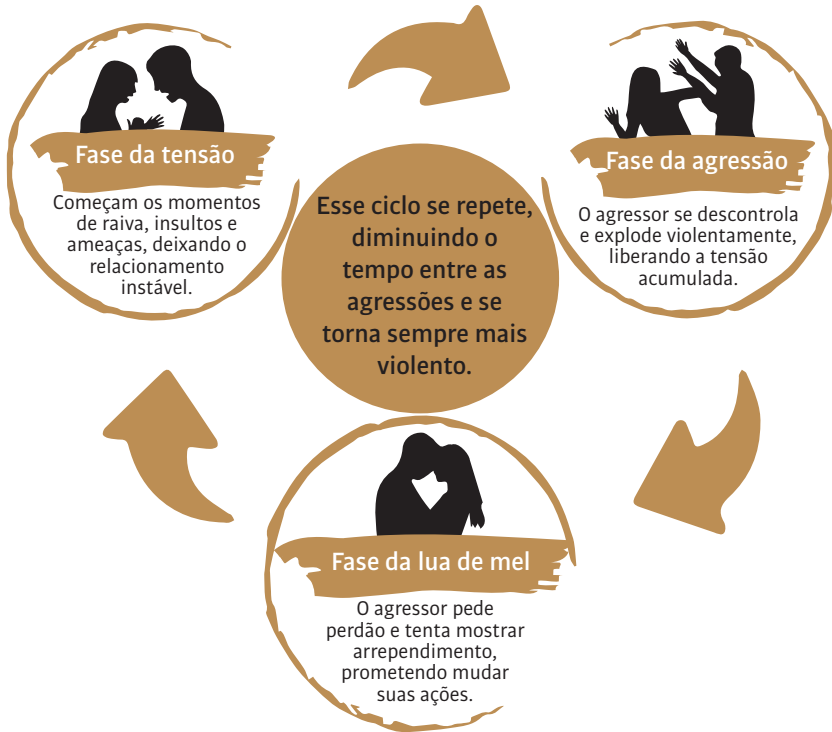 Fase da tensão
Começam os momentos
de raiva, insultos e
ameaças, deixando o
relacionamento
instável.
Fase da agressão
O agressor se descontrola
e explode violentamente,
liberando a tensão
acumulada.
Esse ciclo se repete,
diminuindo o
tempo entre as
agressões e se
torna sempre mais
violento.
Fase da lua de mel
O agressor pede
perdão e tenta mostrar
arrependimento,
prometendo mudar
suas ações.